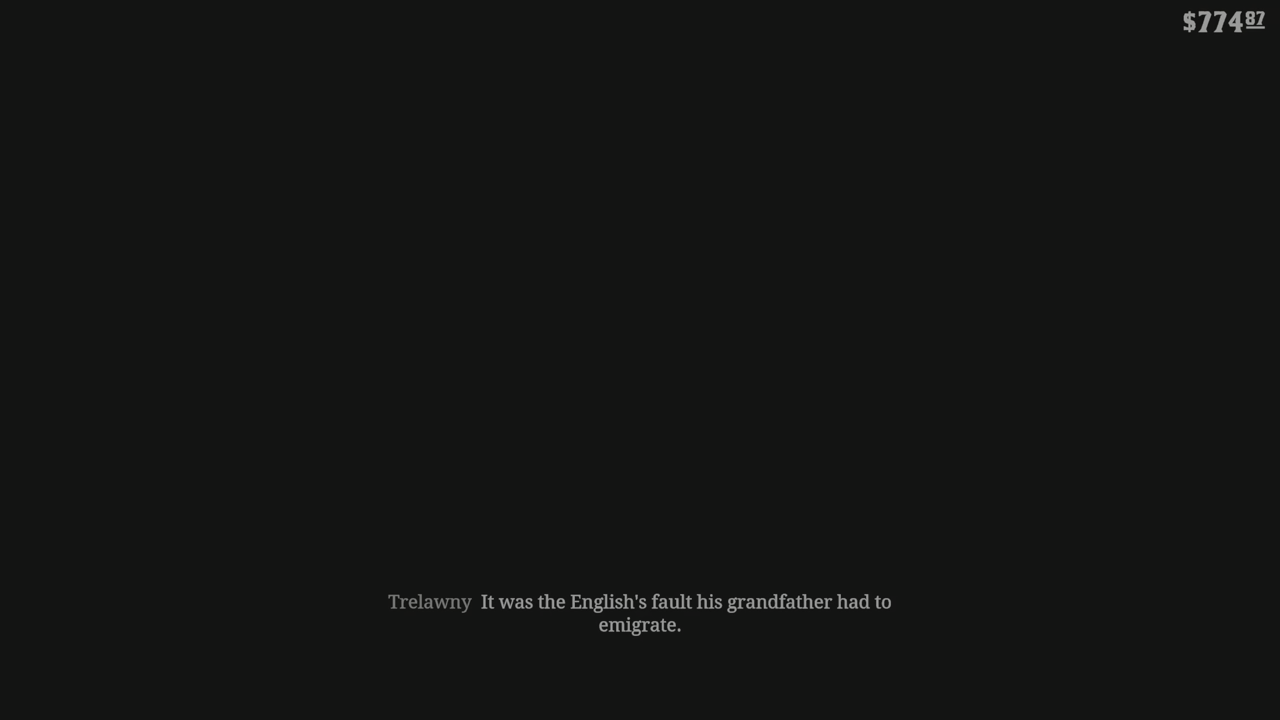 $774 87
Trelawny It was the English's fault his grandfather had to
emigrate.